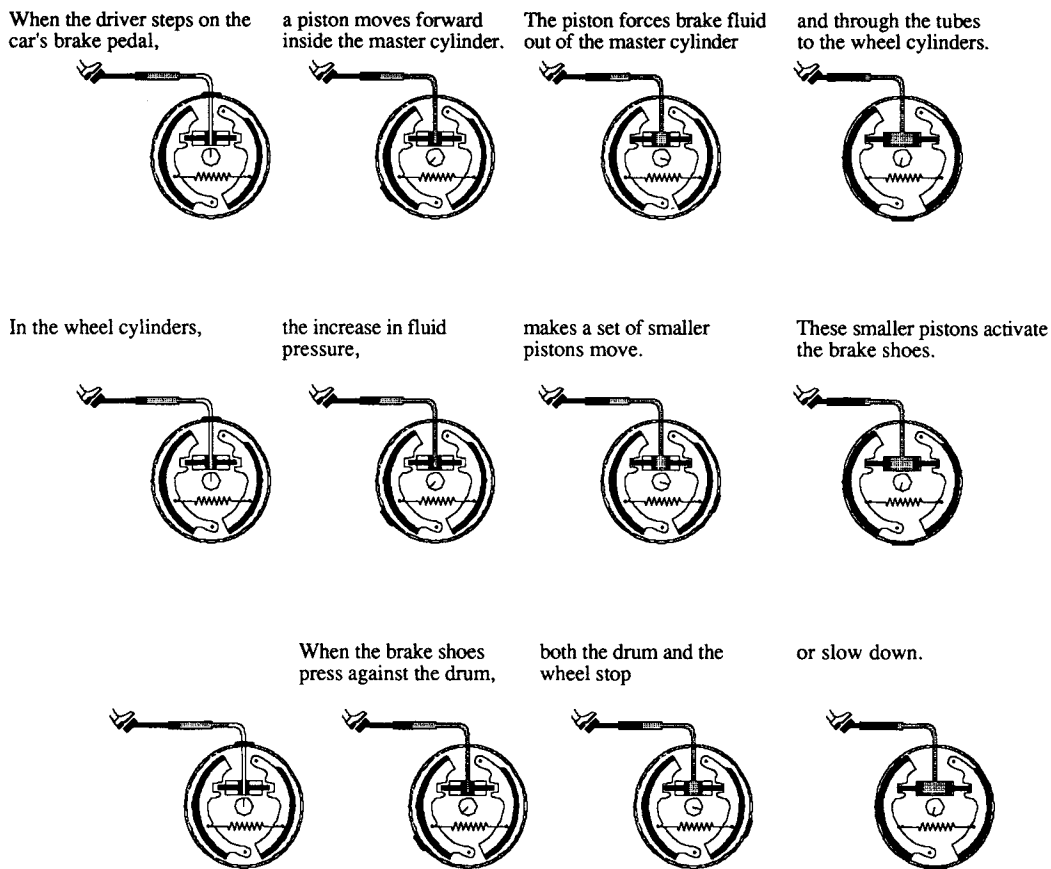 When the driver steps on the
car's brake pedal,
a piston moves forward
inside the master cylinder.
The piston forces brake fluid
out of the master cylinder
and through the tubes
to the wheel cylinders.
In the wheel cylinders,
the increase in fluid
pressure,
makes a set of smaller
pistons move.
These smaller pistons activate
the brake shoes.
When the brake shoes
press against the drum,
both the drum and the
wheel stop
or slow down.